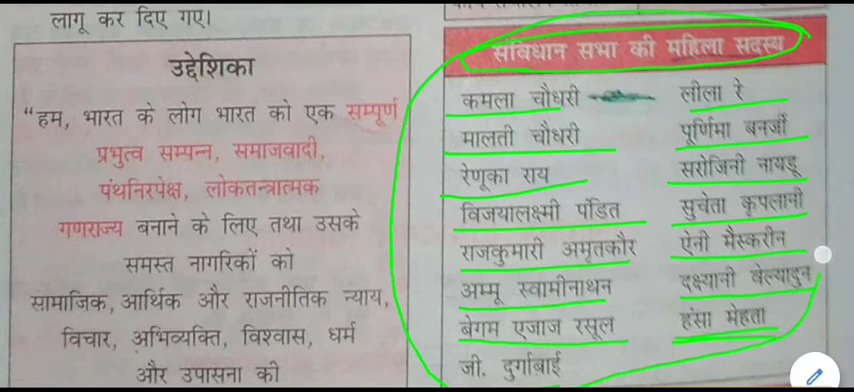 लागू कर दिए गए।
उद्देशिका
"हम, भारत के लोग भारत को एक सम्पूर्ण
प्रभुत्व सम्पन्न, समाजवादी,
पंथनिरपेक्ष, लोकतन्त्रात्मक
गणराज्य बनाने के लिए तथा उसके
समस्त नागरिकों को
सामाजिक, आर्थिक और राजनीतिक न्याय,
विचार, अभिव्यक्ति, विश्वास, धर्म
और उपासना की
संविधान सभा की महिला सदस्य
कमला चौधरी लीला रे
मालती चौधरी पूर्णिमा बनर्जी
रेणूका राय सरोजिनी नायडू
विजयालक्ष्मी पंडित सुचेता कृपलानी
राजकुमारी अमृतकौर ऐनी मैस्करीन
अम्मू स्वामीनाथन दक्ष्यानी वेल्यादुन
बेगम एजाज रसूल हंसा मेहता
जी. दुर्गाबाई